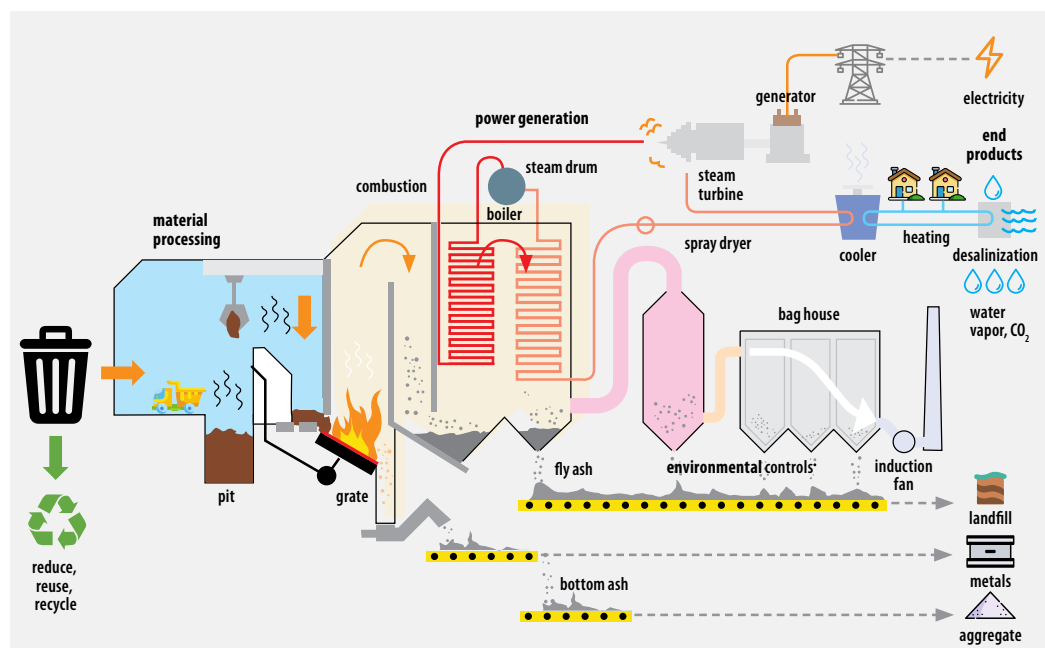 generator
electricity
power generation
end
products
combustion
steam drum
steam
turbine
boiler
material
processing
spray dryer
cooler
heating
desalinization
water
vapor, CO₂
bag house
fly ash
environmental controls
induction
fan
pit
grate
landfill
reduce,
reuse,
recycle
bottom ash
metals
aggregate